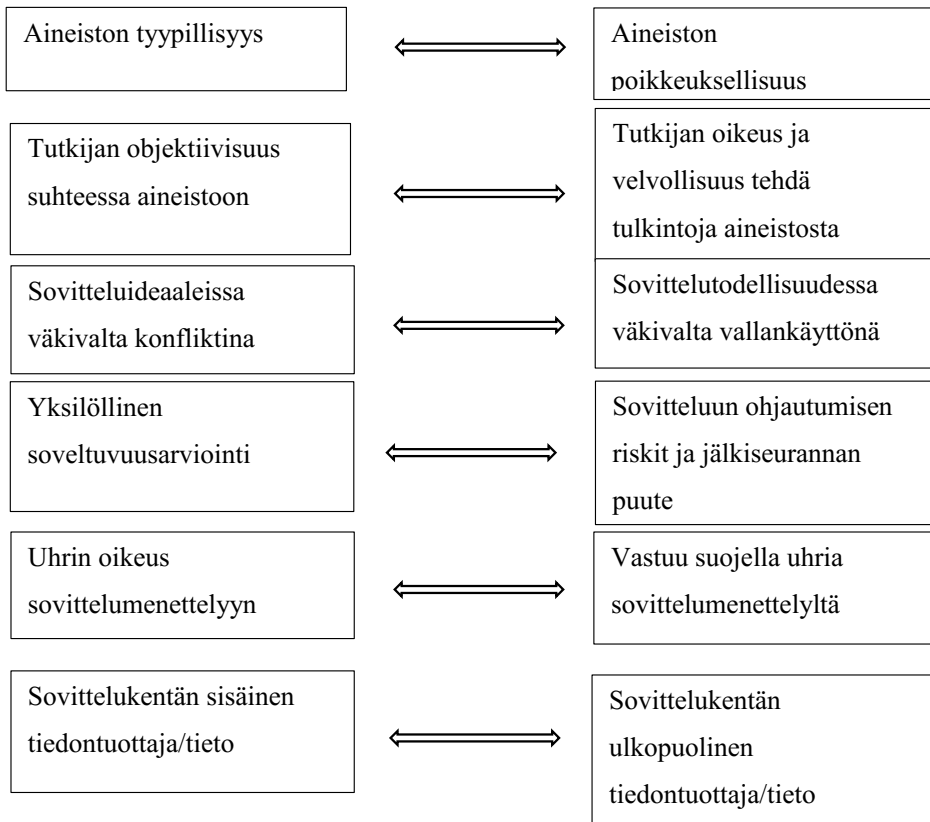 Aineiston tyypillisyys
Aineiston
poikkeuksellisuus
Tutkijan objektiivisuus
suhteessa aineistoon
Tutkijan oikeus ja
velvollisuus tehdä
tulkintoja aineistosta
Sovitteluideaaleissa
väkivalta konfliktina
Sovittelutodellisuudessa
väkivalta vallankäyttönä
Yksilöllinen
soveltuvuusarviointi
Sovitteluun ohjautumisen
riskit ja jälkiseurannan
puute
Uhrin oikeus
sovittelumenettelyyn
Vastuu suojella uhria
sovittelumenettelyltä
Sovittelukentän sisäinen
tiedontuottaja/tieto
Sovittelukentän
ulkopuolinen
tiedontuottaja/tieto